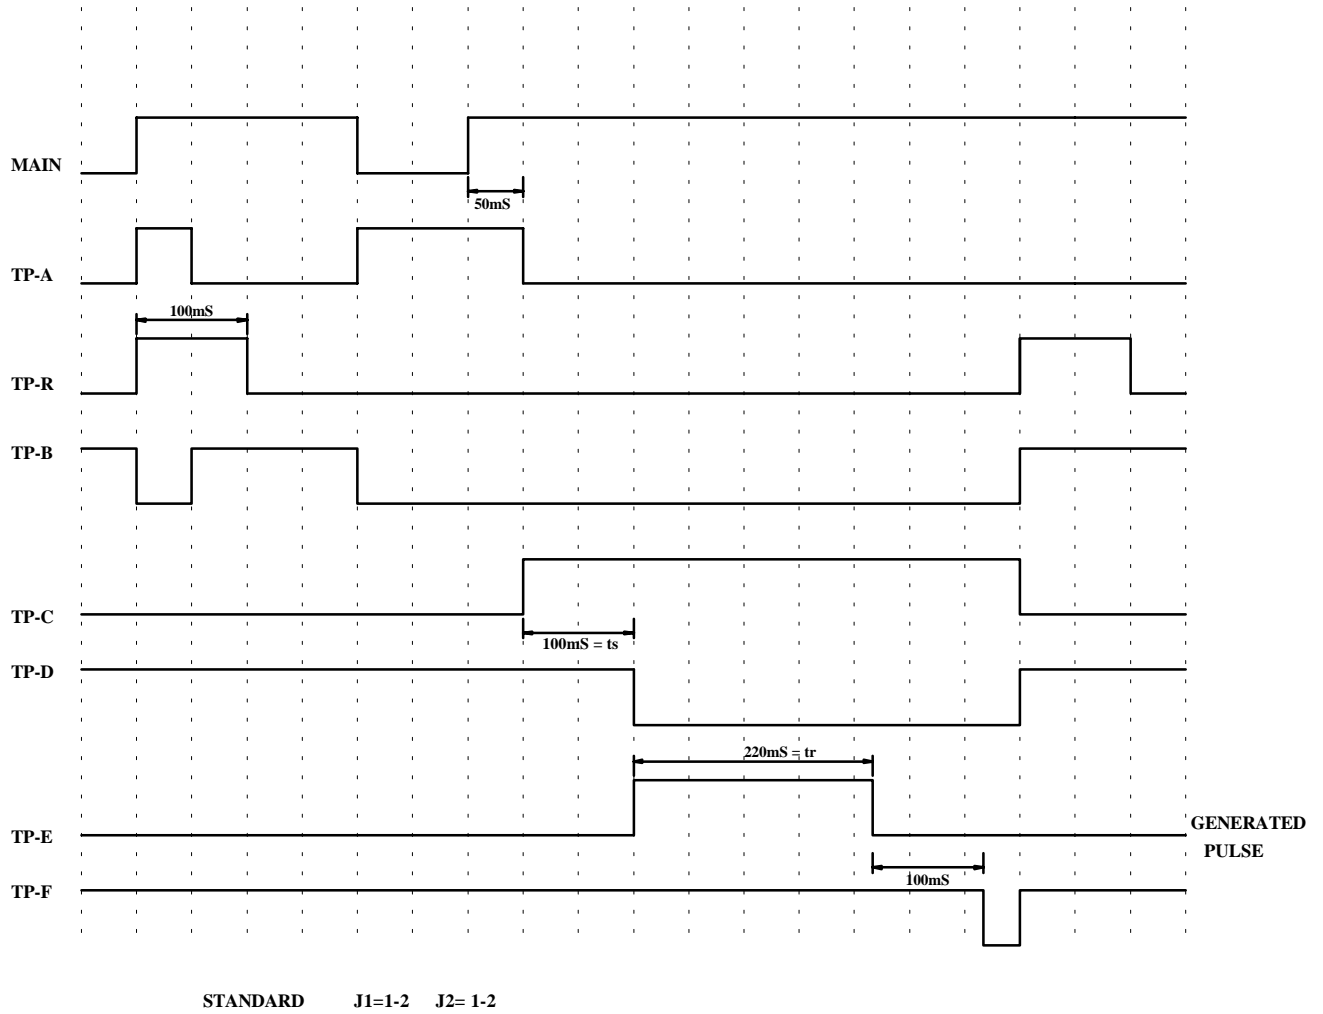 MAIN
50mS
TP-A
100mS
TP-R
TP-B
TP-C
100mS = ts
TP-D
220mS = tr
TP-E
GENERATED
PULSE
TP-F
100mS
STANDARD J1=1-2 J2= 1-2